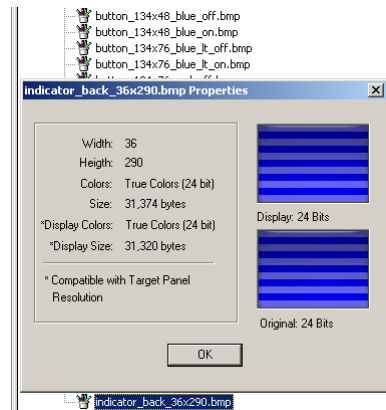 button_134x48_blue_off.bmp
button_134x48_blue_on.bmp
button_134x76_blue_lt_off.bmp
button_134x76_blue_lt_on.bmp
indicator_back_36x290.bmp Properties
Width: 36
Heigth: 290
Colors: True Colors (24 bit)
Size: 31,374 bytes
*Display Colors: True Colors (24 bit)
*Display Size: 31,320 bytes
* Compatible with Target Panel
Resolution
Display: 24 Bits
Original: 24 Bits
OK
indicator_back_36x290.bmp